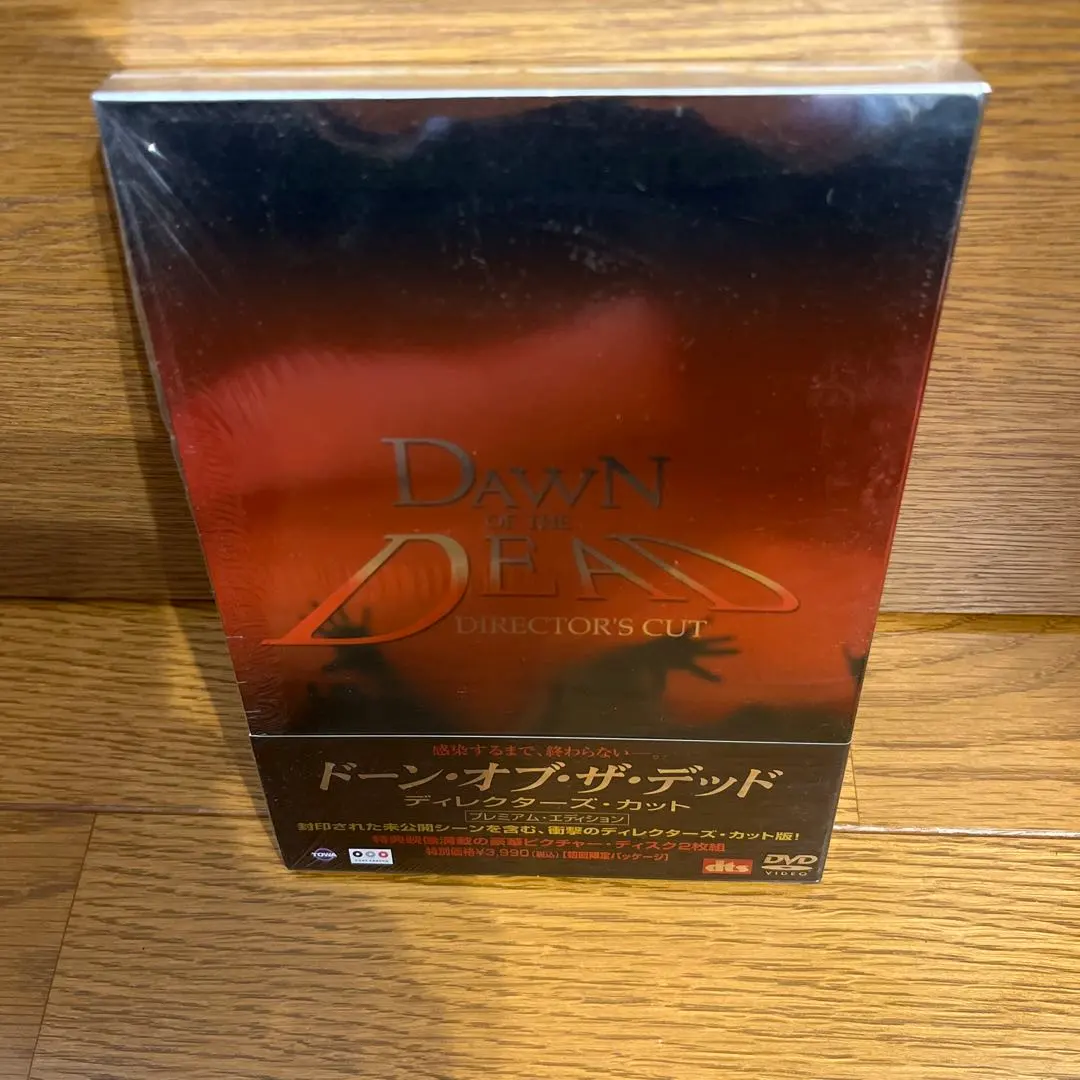 DAWN
OF THE
DEAD
DIRECTOR'S CUT
感染するまで、終わらない——。
ドーン・オブ・ザ・デッド
ディレクターズ・カット
プレミアム・エディション
封印された未公開シーンを含む、衝撃のディレクターズ・カット版!
特典映像満載の豪華ピクチャー・ディスク2枚組
特別価格¥3,990(税込)[初回限定パッケージ]
TOWA
dts
DVD
VIDEO